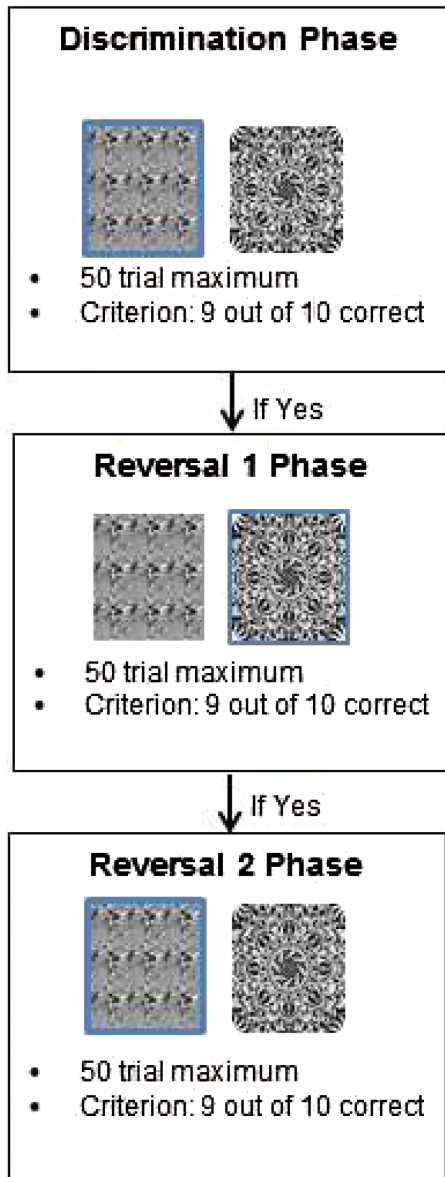 Discrimination Phase
• 50 trial maximum
• Criterion: 9 out of 10 correct
If Yes
Reversal 1 Phase
• 50 trial maximum
• Criterion: 9 out of 10 correct
If Yes
Reversal 2 Phase
• 50 trial maximum
• Criterion: 9 out of 10 correct